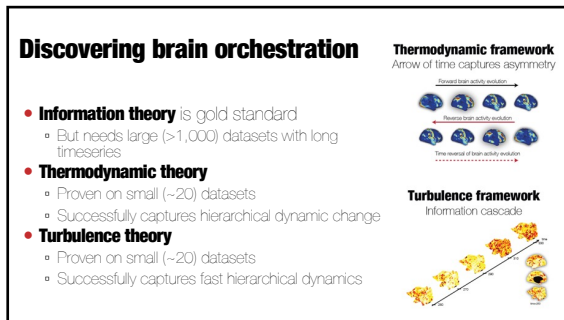 Discovering brain orchestration
• Information theory is gold standard
▫ But needs large (>1,000) datasets with long
timeseries
• Thermodynamic theory
▫ Proven on small (~20) datasets
▫ Successfully captures hierarchical dynamic change
• Turbulence theory
▫ Proven on small (~20) datasets
▫ Successfully captures fast hierarchical dynamics
Thermodynamic framework
Arrow of time captures asymmetry
Forward brain activity evolution
Reverse brain activity evolution
Time reversal of brain activity evolution
Turbulence framework
Information cascade